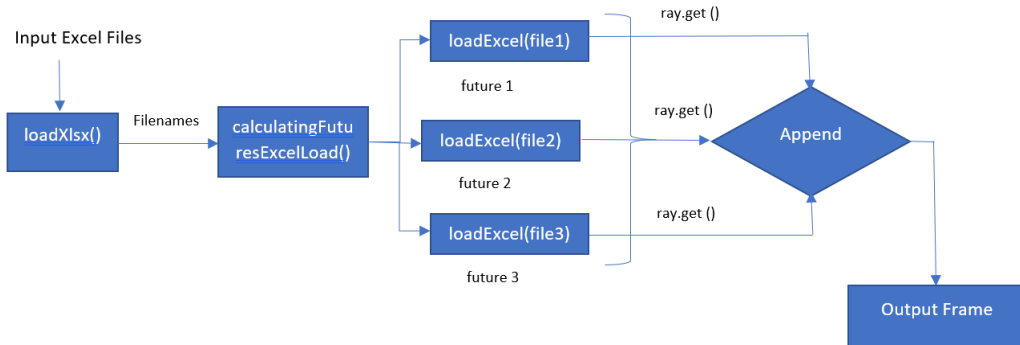 Input Excel Files
loadXlsx()
Filenames
calculatingFutu
resExcelLoad()
loadExcel(file1)
future 1
loadExcel(file2)
future 2
loadExcel(file3)
future 3
ray.get ()
ray.get ()
ray.get ()
Append
Output Frame